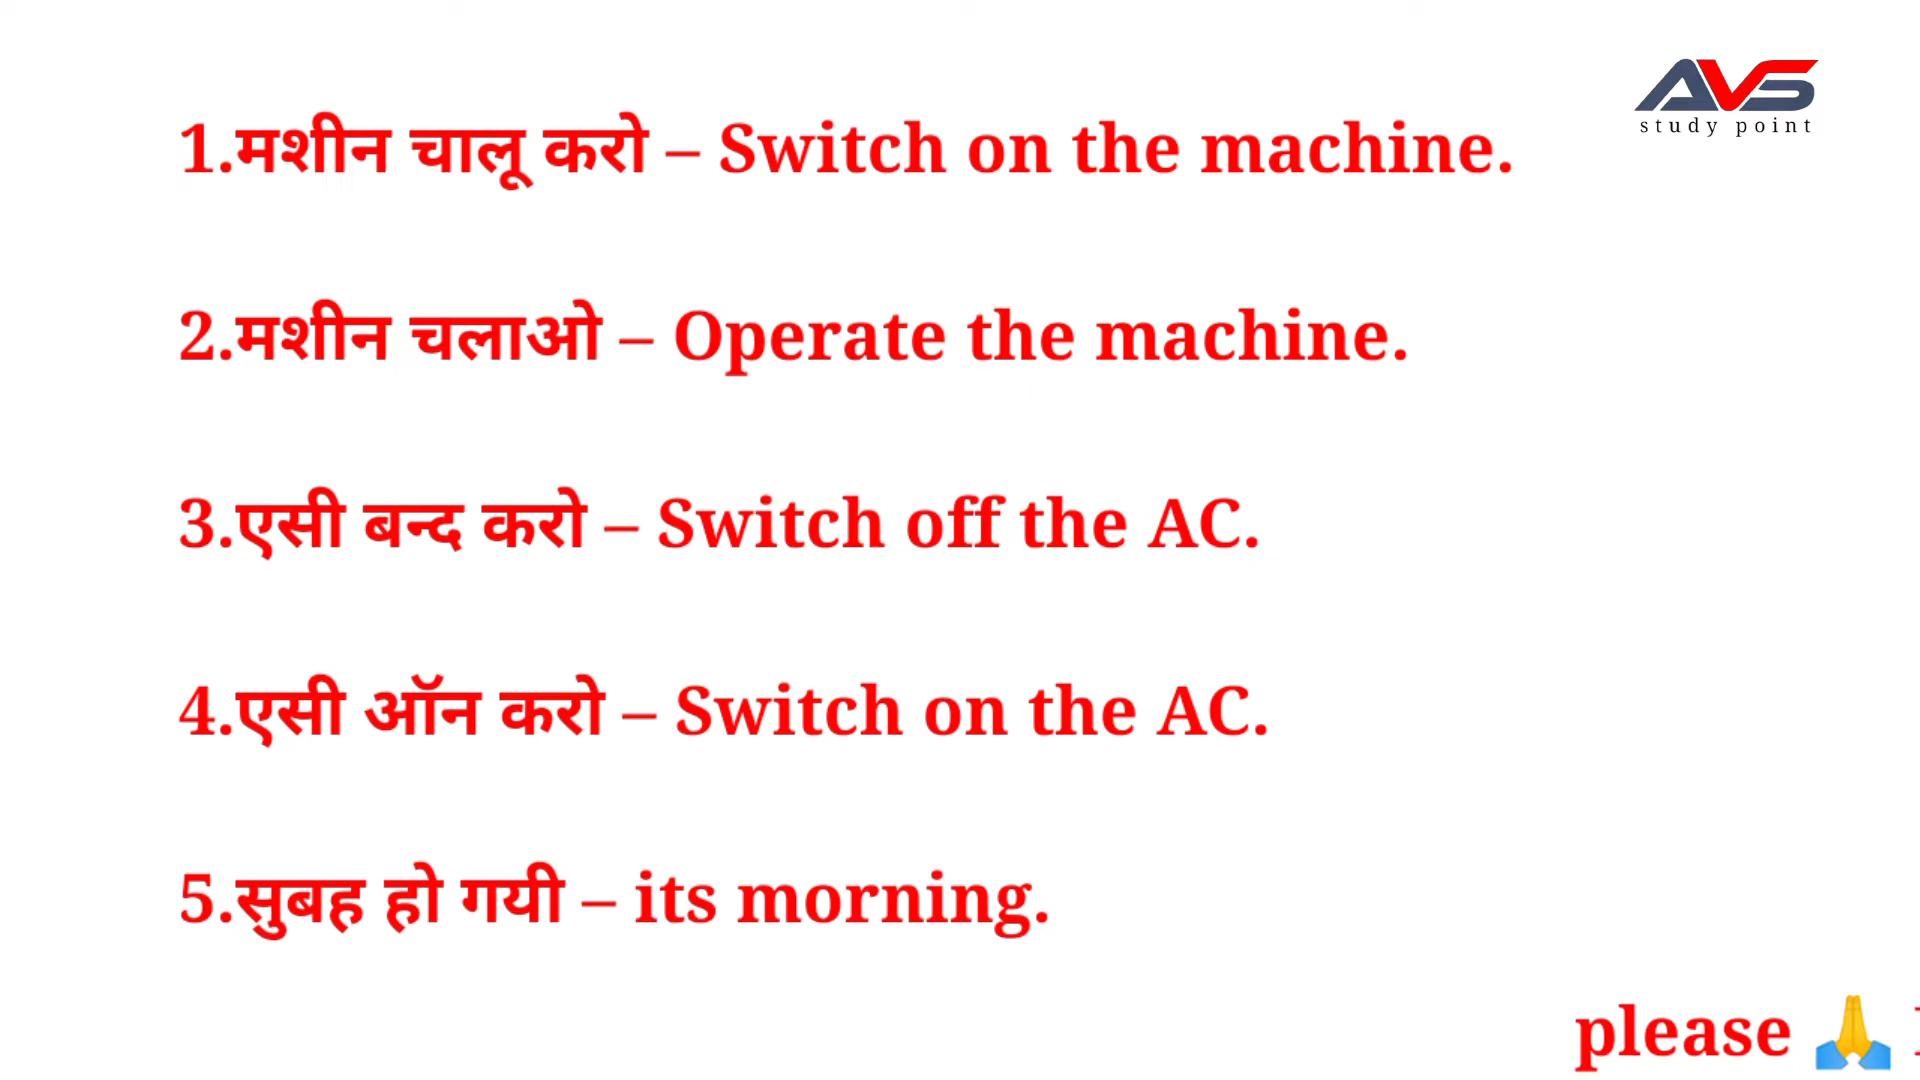 AVS
study point
1.मशीन चालू करो – Switch on the machine.
2.मशीन चलाओ – Operate the machine.
3.एसी बन्द करो – Switch off the AC.
4.एसी ऑन करो – Switch on the AC.
5.सुबह हो गयी – its morning.
please 🙏